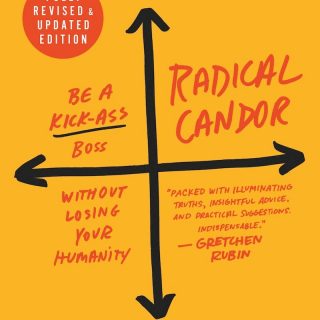 REVISED &
UPDATED
EDITION
BE A
KICK-ASS
BOSS
RADICAL
CANDOR
WITHOUT
LOSING
YOUR
HUMANITY
"PACKED WITH ILLUMINATING
TRUTHS, INSIGHTFUL ADVICE,
AND PRACTICAL SUGGESTIONS.
INDISPENSABLE."
— GRETCHEN
RUBIN